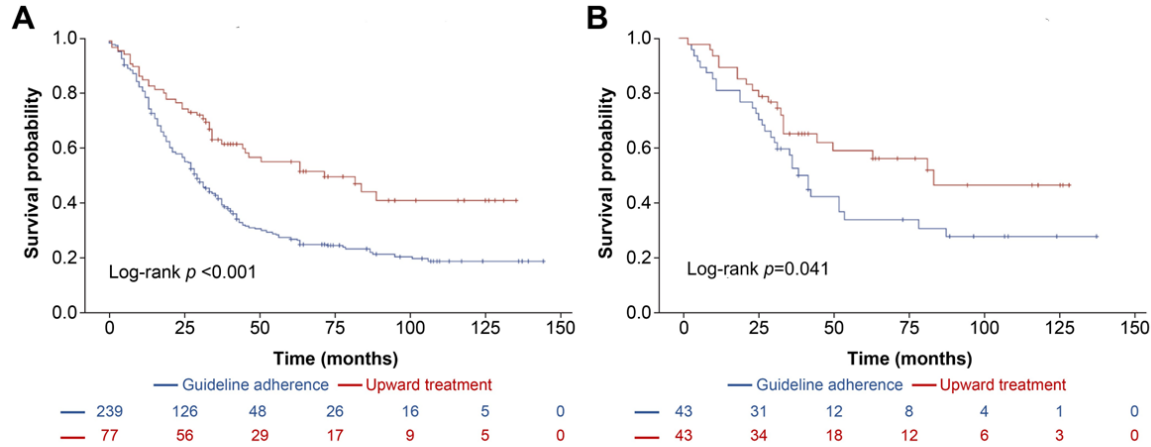 A
B
Survival probability
1.0
0.8
0.6
0.4
0.2
0.0
Log-rank p <0.001
0 25 50 75 100 125 150
Time (months)
Guideline adherence Upward treatment
239 126 48 26 16 5 0
77 56 29 17 9 5 0
Survival probability
1.0
0.8
0.6
0.4
0.2
0.0
Log-rank p=0.041
0 25 50 75 100 125 150
Time (months)
Guideline adherence Upward treatment
43 31 12 8 4 1 0
43 34 18 12 6 3 0